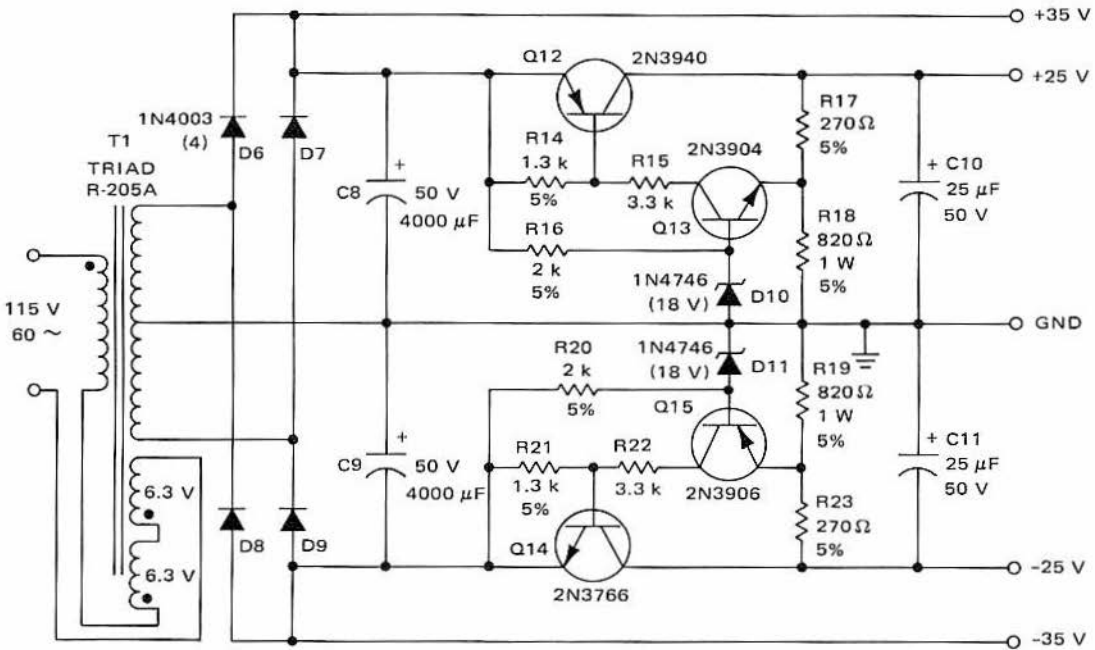 +35 V
Q12
2N3940
+25 V
1N4003
(4)
D6
D7
T1
TRIAD
R-205A
R14
1.3 k
5%
R15
3.3 k
2N3904
R17
270 Ω
5%
C8
+
50 V
4000 μF
Q13
+
C10
25 μF
50 V
R16
2 k
5%
R18
820 Ω
1 W
5%
1N4746
(18 V)
D10
115 V
60 ~
GND
R20
2 k
5%
1N4746
(18 V)
D11
R19
820 Ω
1 W
5%
Q15
C9
+
50 V
4000 μF
R21
1.3 k
5%
R22
3.3 k
2N3906
+
C11
25 μF
50 V
6.3 V
D8
D9
Q14
R23
270 Ω
5%
6.3 V
2N3766
-25 V
-35 V